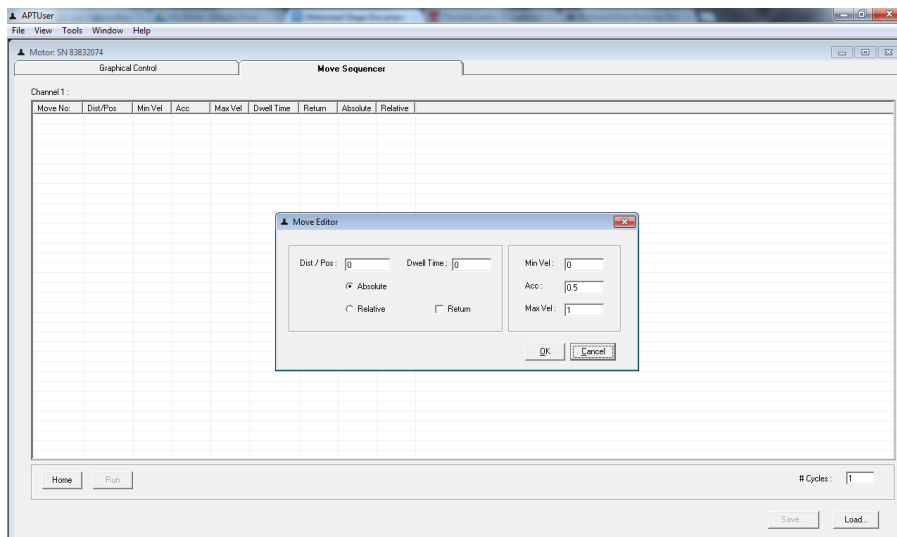 APTUser
File View Tools Window Help
Motor: SN 83832074
Graphical Control Move Sequencer
Channel 1 :
Move No: Dist/Pos Min Vel Acc Max Vel Dwell Time Return Absolute Relative
Move Editor
Dist / Pos : 0 Dwell Time : 0 Min Vel : 0
Absolute Acc : 0.5
Relative Return Max Vel : 1
OK Cancel
Home Run # Cycles : 1
Save... Load...